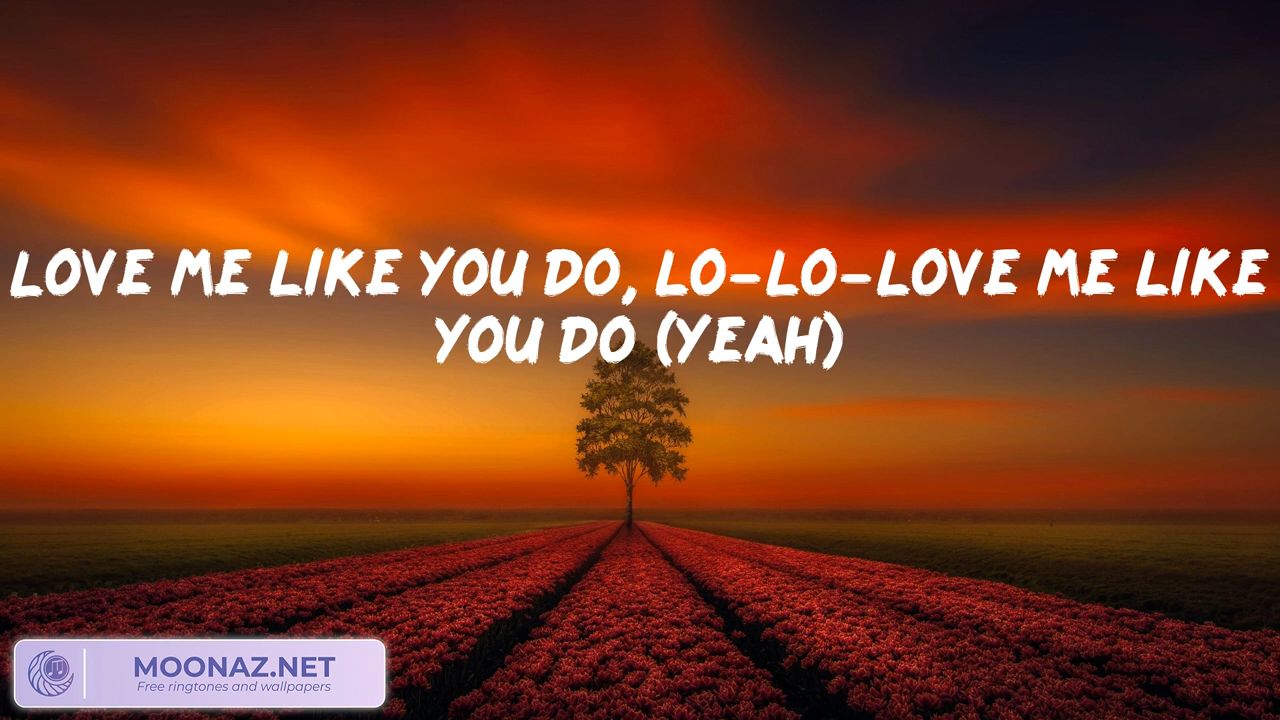 LOVE ME LIKE YOU DO, LO-LO-LOVE ME LIKE
YOU DO (YEAH)
MOONAZ.NET
Free ringtones and wallpapers